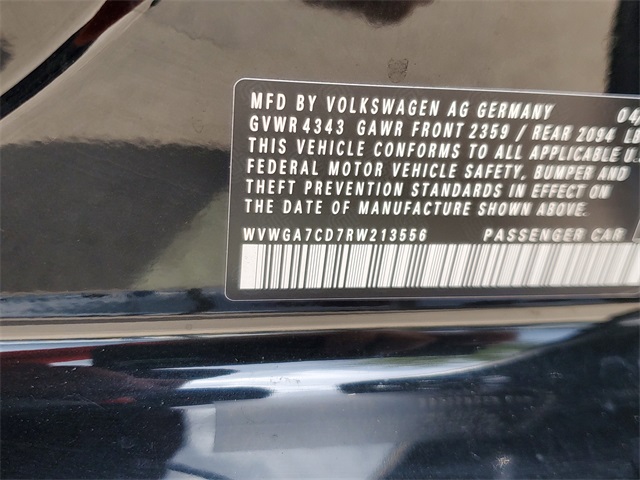 MFD BY VOLKSWAGEN AG GERMANY 04/
GVWR 4343 GAWR FRONT 2359 / REAR 2094 LB
THIS VEHICLE CONFORMS TO ALL APPLICABLE U.
FEDERAL MOTOR VEHICLE SAFETY, BUMPER AND
THEFT PREVENTION STANDARDS IN EFFECT ON
THE DATE OF MANUFACTURE SHOWN ABOVE.
WVWGA7CD7RW213556 PASSENGER CAR